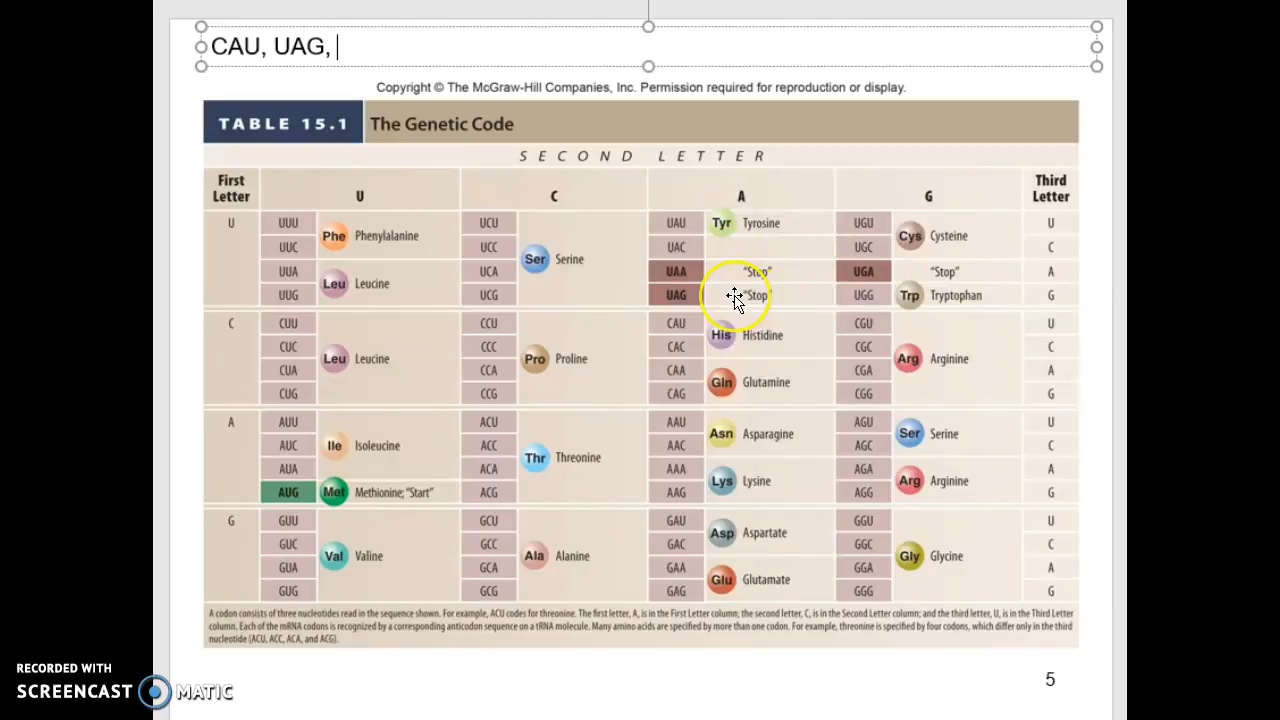 CAU, UAG,
Copyright © The McGraw-Hill Companies, Inc. Permission required for reproduction or display.
TABLE 15.1 The Genetic Code
SECOND LETTER
First Letter U C A G Third Letter
U UUU Phe Phenylalanine UCU Ser Serine UAU Tyr Tyrosine UGU Cys Cysteine U
UUC UCC UAC UGC C
UUA Leu Leucine UCA UAA "Stop" UGA "Stop" A
UUG UCG UAG "Stop" UGG Trp Tryptophan G
C CUU Leu Leucine CCU Pro Proline CAU His Histidine CGU Arg Arginine U
CUC CCC CAC CGC C
CUA CCA CAA Gln Glutamine CGA A
CUG CCG CAG CGG G
A AUU Ile Isoleucine ACU Thr Threonine AAU Asn Asparagine AGU Ser Serine U
AUC ACC AAC AGC C
AUA ACA AAA Lys Lysine AGA Arg Arginine A
AUG Met Methionine; "Start" ACG AAG AGG G
G GUU Val Valine GCU Ala Alanine GAU Asp Aspartate GGU Gly Glycine U
GUC GCC GAC GGC C
GUA GCA GAA Glu Glutamate GGA A
GUG GCG GAG GGG G
A codon consists of three nucleotides read in the sequence shown. For example, ACU codes for threonine. The first letter, A, is in the First Letter column; the second letter, C, is in the Second Letter column; and the third letter, U, is in the Third Letter
column. Each of the mRNA codons is recognized by a corresponding anticodon sequence on a tRNA molecule. Many amino acids are specified by more than one codon. For example, threonine is specified by four codons, which differ only in the third
nucleotide (ACU, ACC, ACA, and ACG).
5
RECORDED WITH
SCREENCAST MATIC